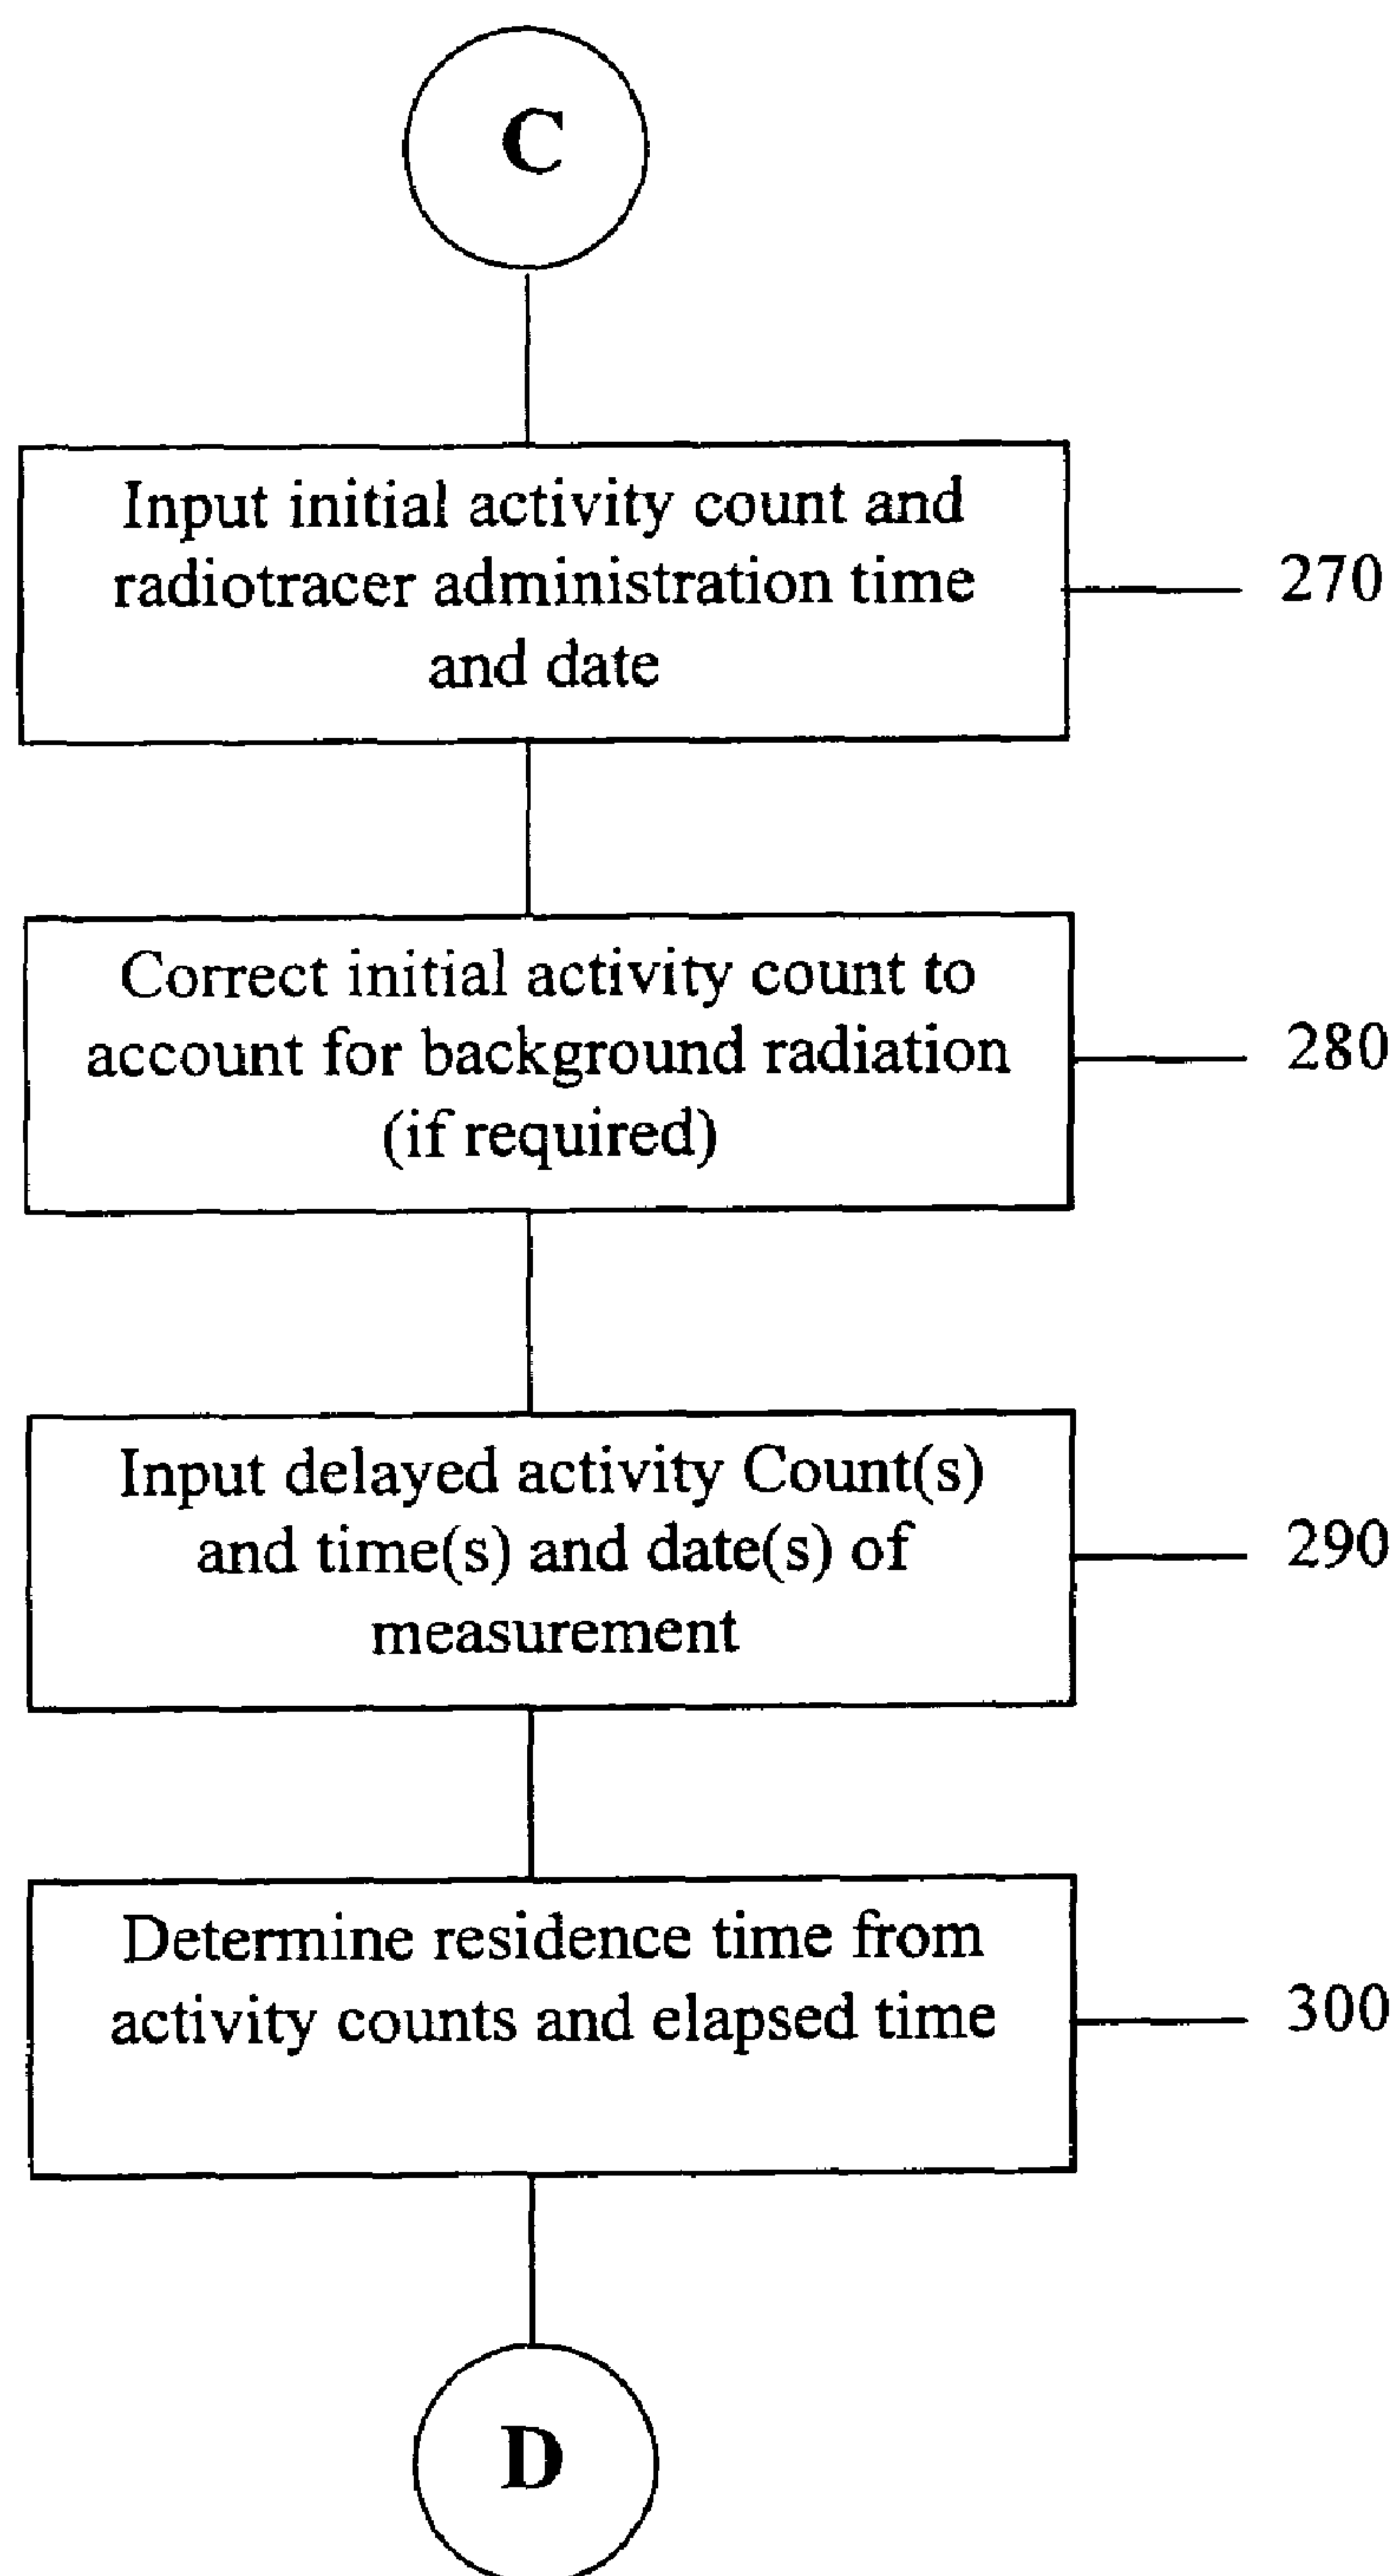 C
Input initial activity count and
radiotracer administration time
and date
270
Correct initial activity count to
account for background radiation
(if required)
280
Input delayed activity Count(s)
and time(s) and date(s) of
measurement
290
Determine residence time from
activity counts and elapsed time
300
D